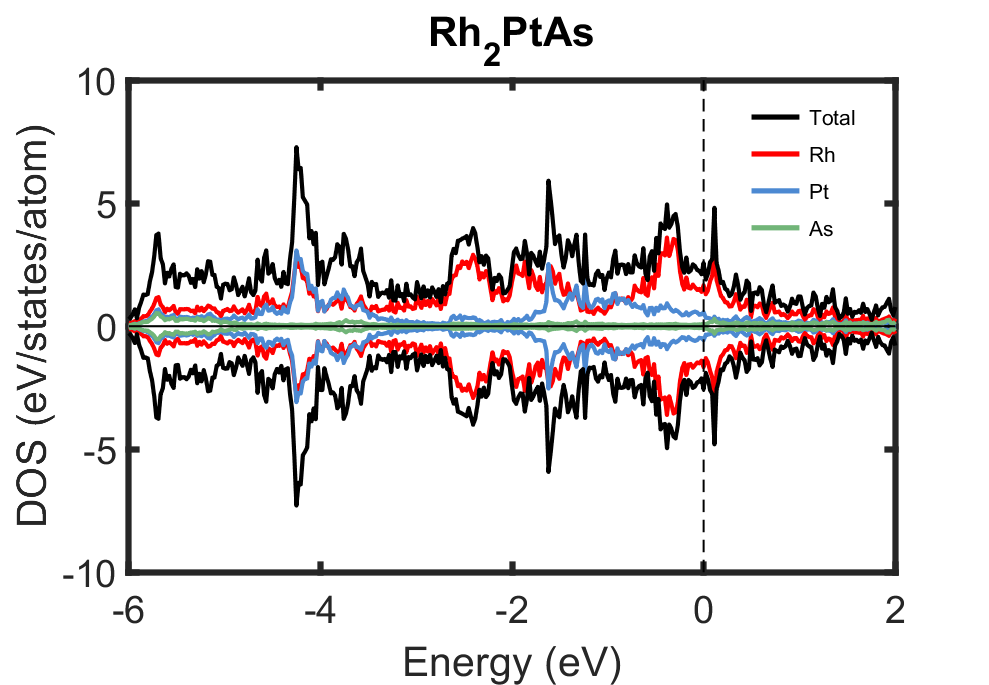 Rh₂PtAs
10
5
0
-5
-10
DOS (eV/states/atom)
Total
Rh
Pt
As
-6 -4 -2 0 2
Energy (eV)